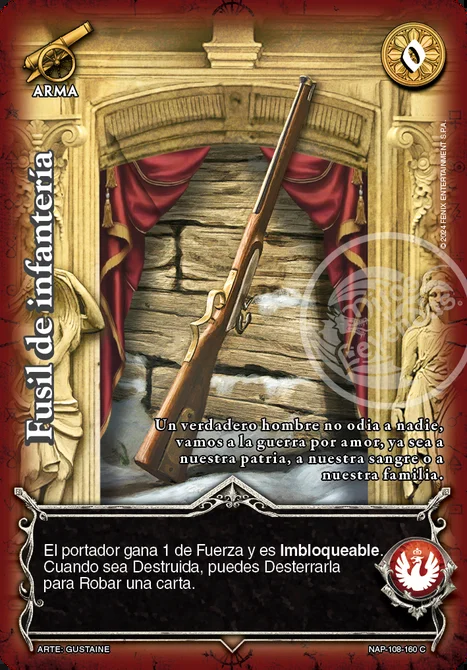 ARMA
0
Fusil de infantería
© 2024 FENIX ENTERTAINMENT S.P.A.
Un verdadero hombre no odia a nadie,
vamos a la guerra por amor, ya sea a
nuestra patria, a nuestra sangre o a
nuestra familia.
El portador gana 1 de Fuerza y es Imbloqueable.
Cuando sea Destruida, puedes Desterrarla
para Robar una carta.
ARTE: GUSTAINE
NAP-108-160 C